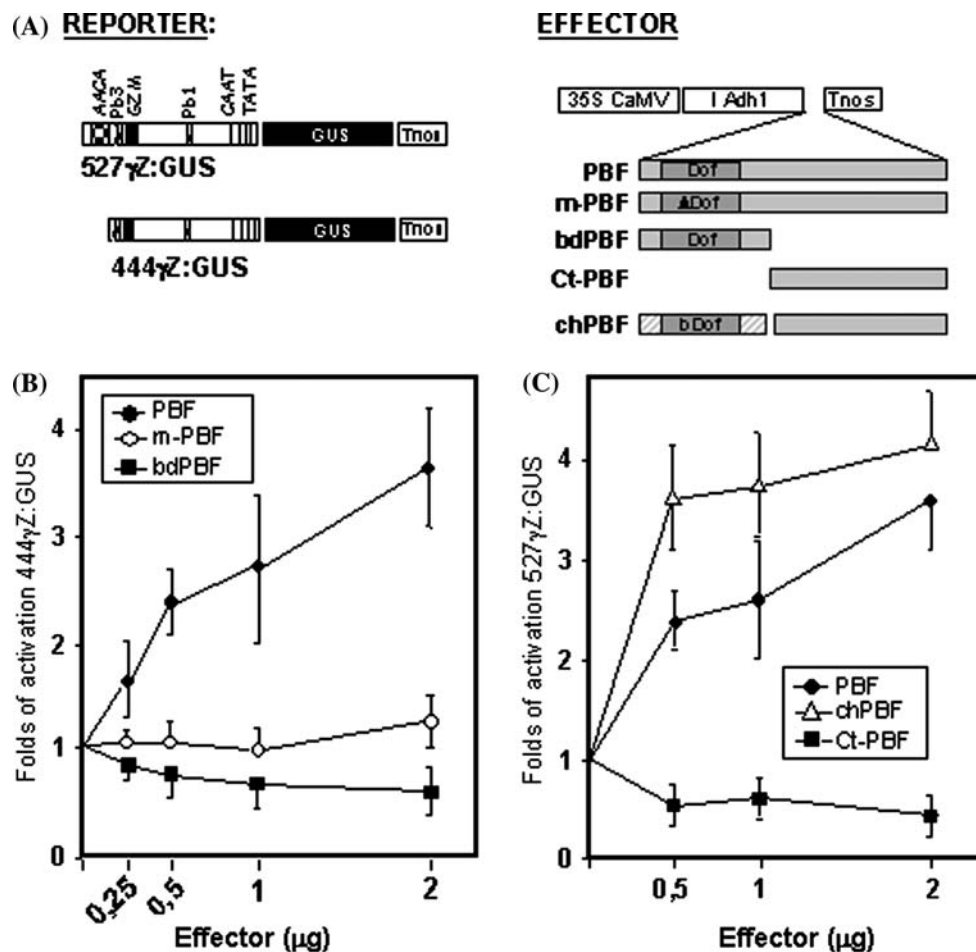 (A) REPORTER:
AACA
Pb3
GZM
Pb1
CAAT
TATA
GUS
Tnos
527γZ:GUS
GUS
Tnos
444γZ:GUS
EFFECTOR
35S CaMV
I Adh1
Tnos
PBF
Dof
m-PBF
▲Dof
bdPBF
Dof
Ct-PBF
chPBF
bDof
(B)
Folds of activation 444γZ:GUS
4
3
2
1
0
PBF
m-PBF
bdPBF
0,25
0,5
1
2
Effector (µg)
(C)
Folds of activation 527γZ:GUS
4
3
2
1
0
PBF
chPBF
Ct-PBF
0,5
1
2
Effector (µg)